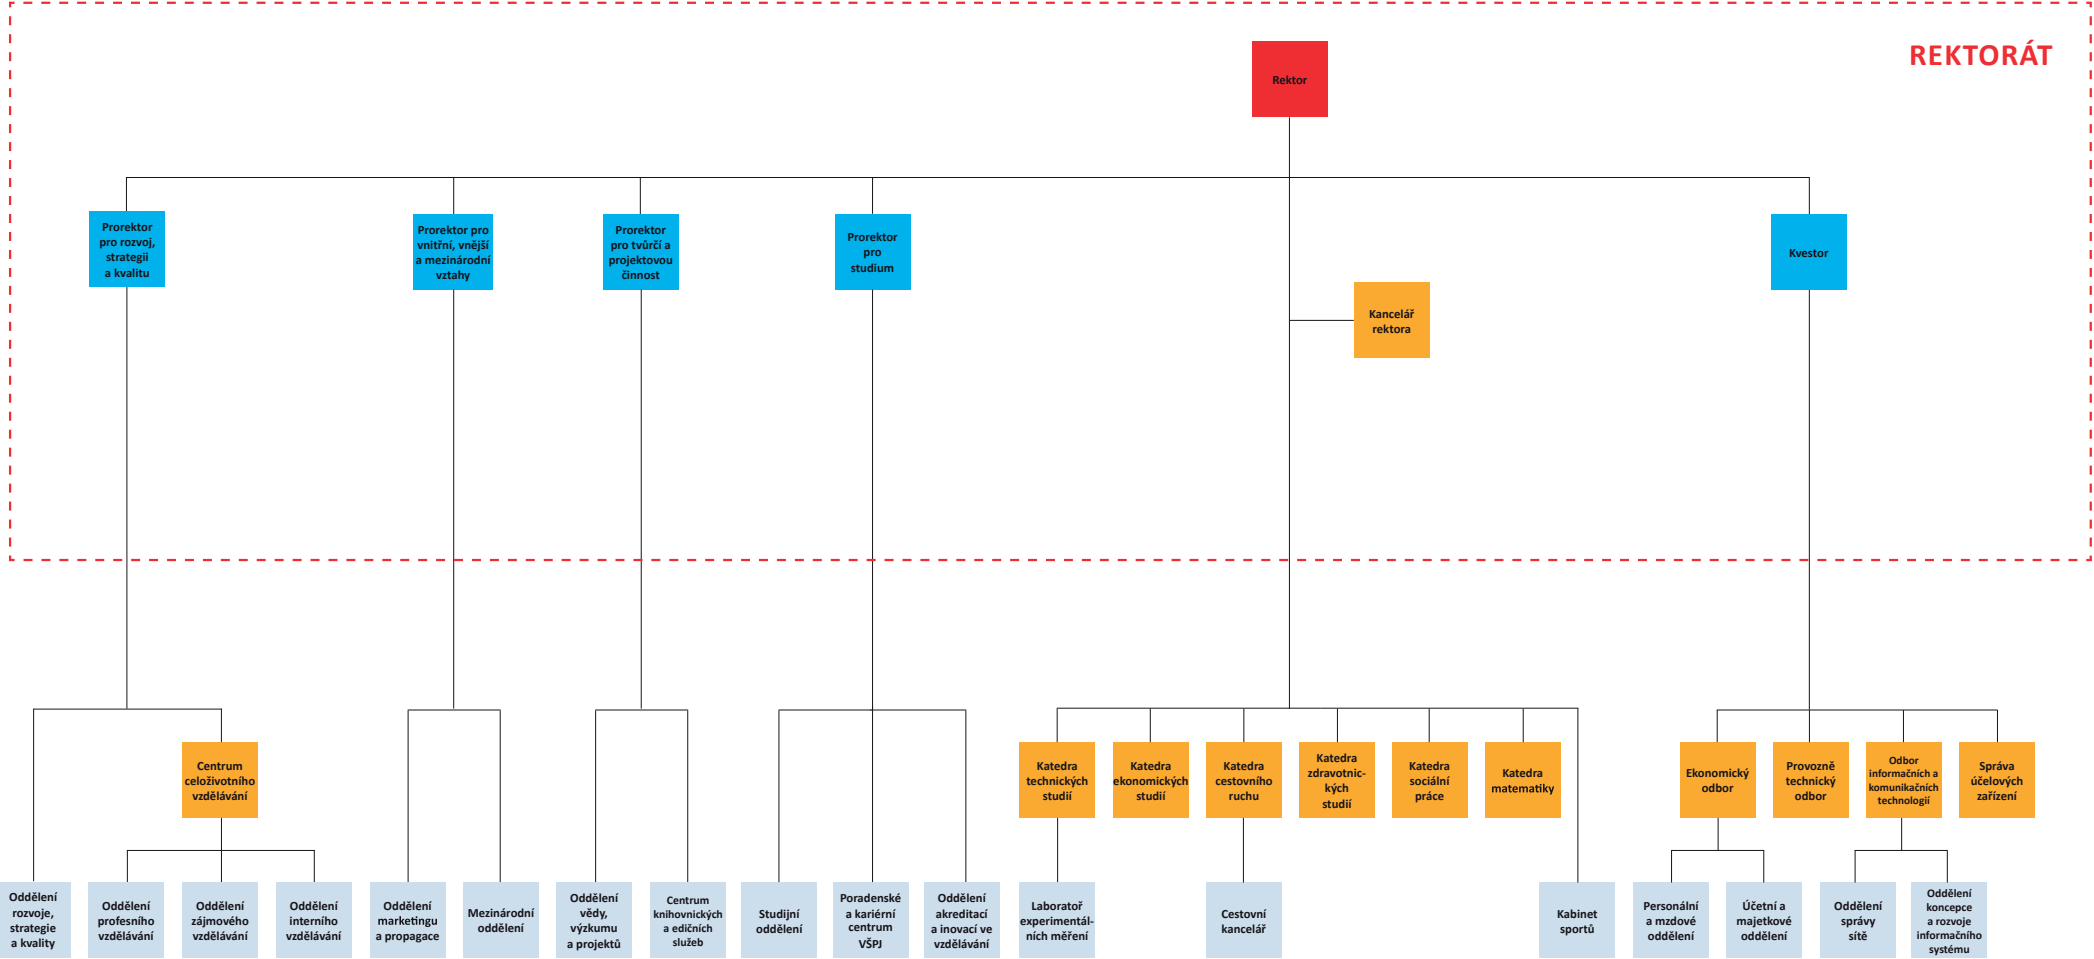 REKTORÁT
Rektor
Prorektor
pro rozvoj,
strategii
a kvalitu
Prorektor pro
vnitřní, vnější
a mezinárodní
vztahy
Prorektor
pro tvůrčí a
projektovou
činnost
Prorektor
pro
studium
Kvestor
Kancelář
rektora
Centrum
celoživotního
vzdělávání
Katedra
technických
studií
Katedra
ekonomických
studií
Katedra
cestovního
ruchu
Katedra
zdravotnic-
kých
studií
Katedra
sociální
práce
Katedra
matematiky
Ekonomický
odbor
Provozně
technický
odbor
Odbor
informačních a
komunikačních
technologií
Správa
účelových
zařízení
Oddělení
rozvoje,
strategie
a kvality
Oddělení
profesního
vzdělávání
Oddělení
zájmového
vzdělávání
Oddělení
interního
vzdělávání
Oddělení
marketingu
a propagace
Mezinárodní
oddělení
Oddělení
vědy,
výzkumu
a projektů
Centrum
knihovnických
a edičních
služeb
Studijní
oddělení
Poradenské
a kariérní
centrum
VŠPJ
Oddělení
akreditací
a inovací ve
vzdělávání
Laboratoř
experimentál-
ních měření
Cestovní
kancelář
Kabinet
sportů
Personální
a mzdové
oddělení
Účetní a
majetkové
oddělení
Oddělení
správy
sítě
Oddělení
koncepce
a rozvoje
informačního
systému